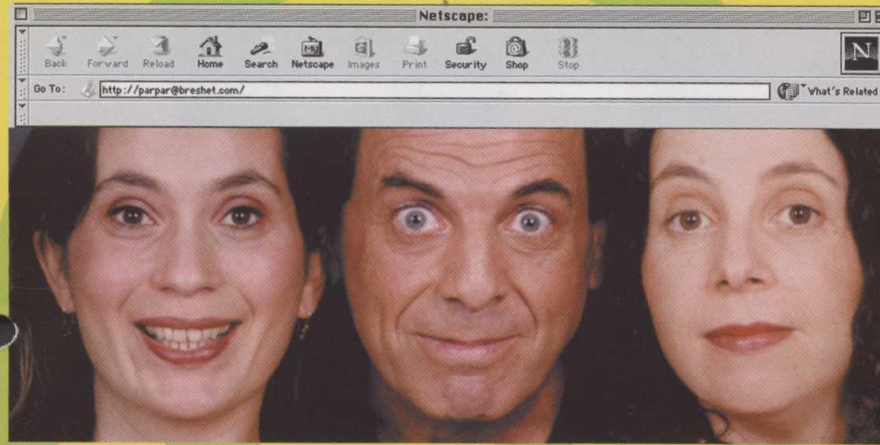 Netscape:
Back Forward Reload Home Search Netscape Images Print Security Shop Stop
My
N
Go To: http://parpar@breshet.com/ What's Related